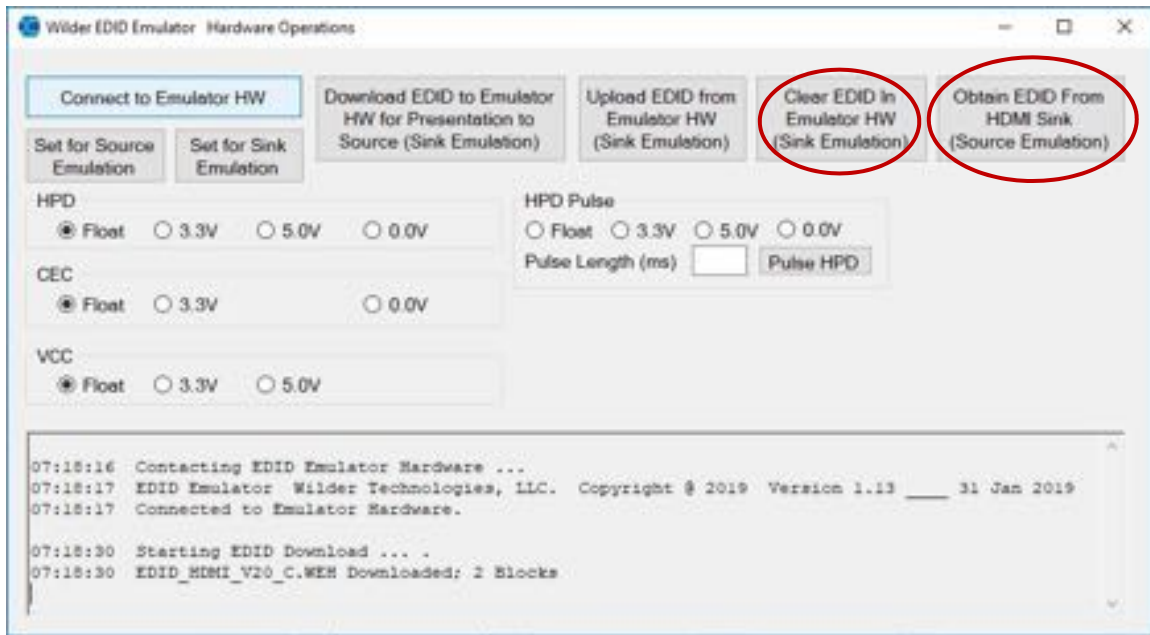 Wilder EDID Emulator Hardware Operations
Connect to Emulator HW
Download EDID to Emulator
HW for Presentation to
Source (Sink Emulation)
Upload EDID from
Emulator HW
(Sink Emulation)
Clear EDID In
Emulator HW
(Sink Emulation)
Obtain EDID From
HDMI Sink
(Source Emulation)
Set for Source
Emulation
Set for Sink
Emulation
HPD
Float 3.3V 5.0V 0.0V
HPD Pulse
Float 3.3V 5.0V 0.0V
Pulse Length (ms) Pulse HPD
CEC
Float 3.3V 0.0V
VCC
Float 3.3V 5.0V
07:18:16 Contacting EDID Emulator Hardware ...
07:18:17 EDID Emulator Wilder Technologies, LLC. Copyright @ 2019 Version 1.13 ____ 31 Jan 2019
07:18:17 Connected to Emulator Hardware.
07:18:30 Starting EDID Download ... .
07:18:30 EDID_HDMI_V20_C.WEH Downloaded; 2 Blocks